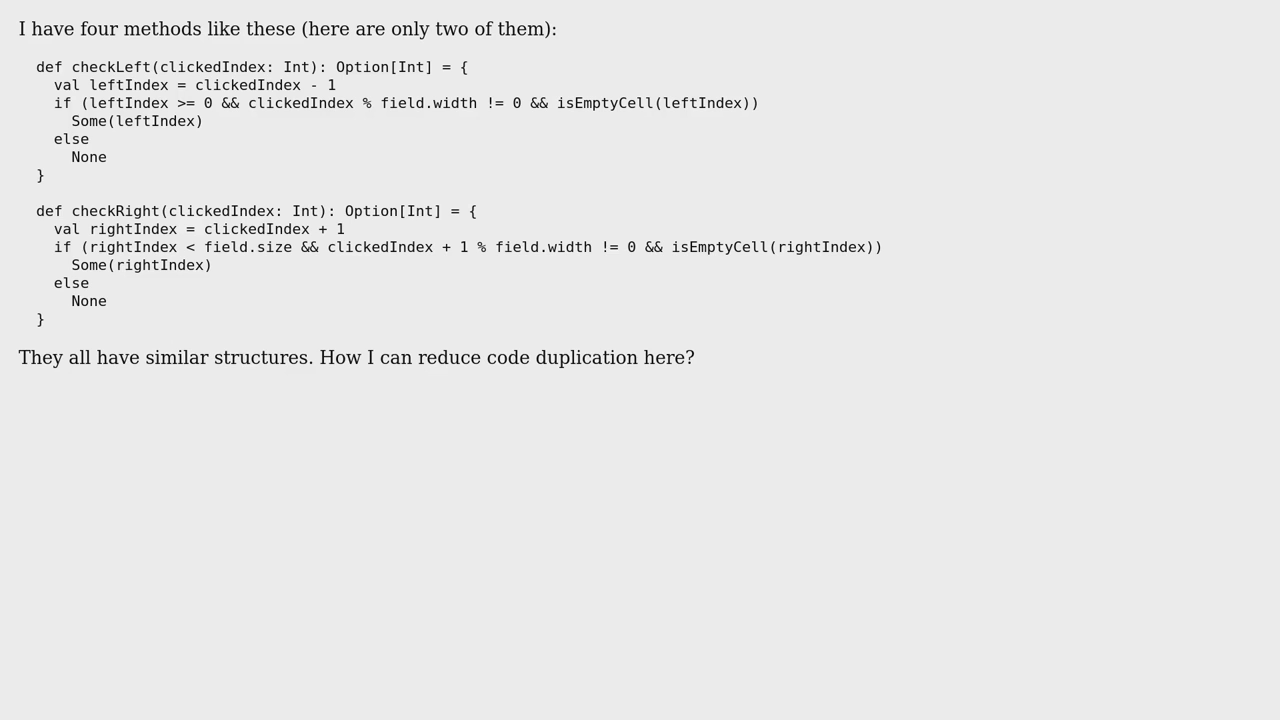 I have four methods like these (here are only two of them):
def checkLeft(clickedIndex: Int): Option[Int] = {
  val leftIndex = clickedIndex - 1
  if (leftIndex >= 0 && clickedIndex % field.width != 0 && isEmptyCell(leftIndex))
    Some(leftIndex)
  else
    None
}
def checkRight(clickedIndex: Int): Option[Int] = {
  val rightIndex = clickedIndex + 1
  if (rightIndex < field.size && clickedIndex + 1 % field.width != 0 && isEmptyCell(rightIndex))
    Some(rightIndex)
  else
    None
}
They all have similar structures. How I can reduce code duplication here?